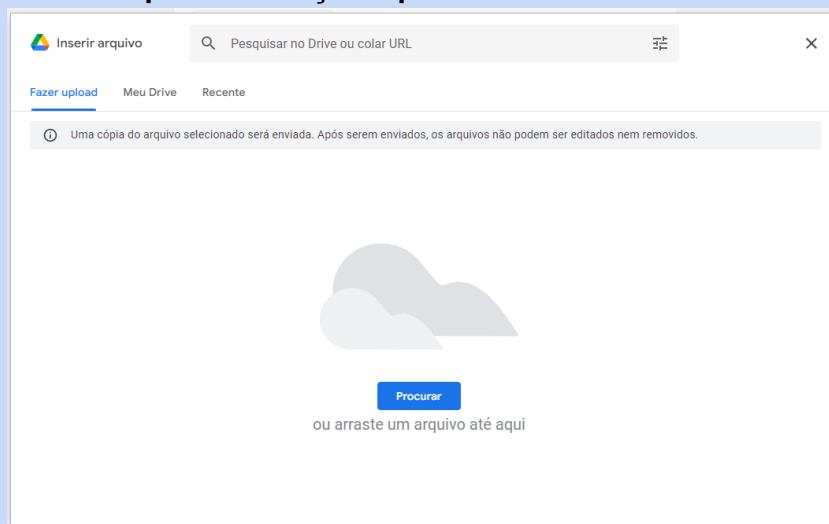 Inserir arquivo
Pesquisar no Drive ou colar URL
Fazer upload Meu Drive Recente
Uma cópia do arquivo selecionado será enviada. Após serem enviados, os arquivos não podem ser editados nem removidos.
Procurar
ou arraste um arquivo até aqui